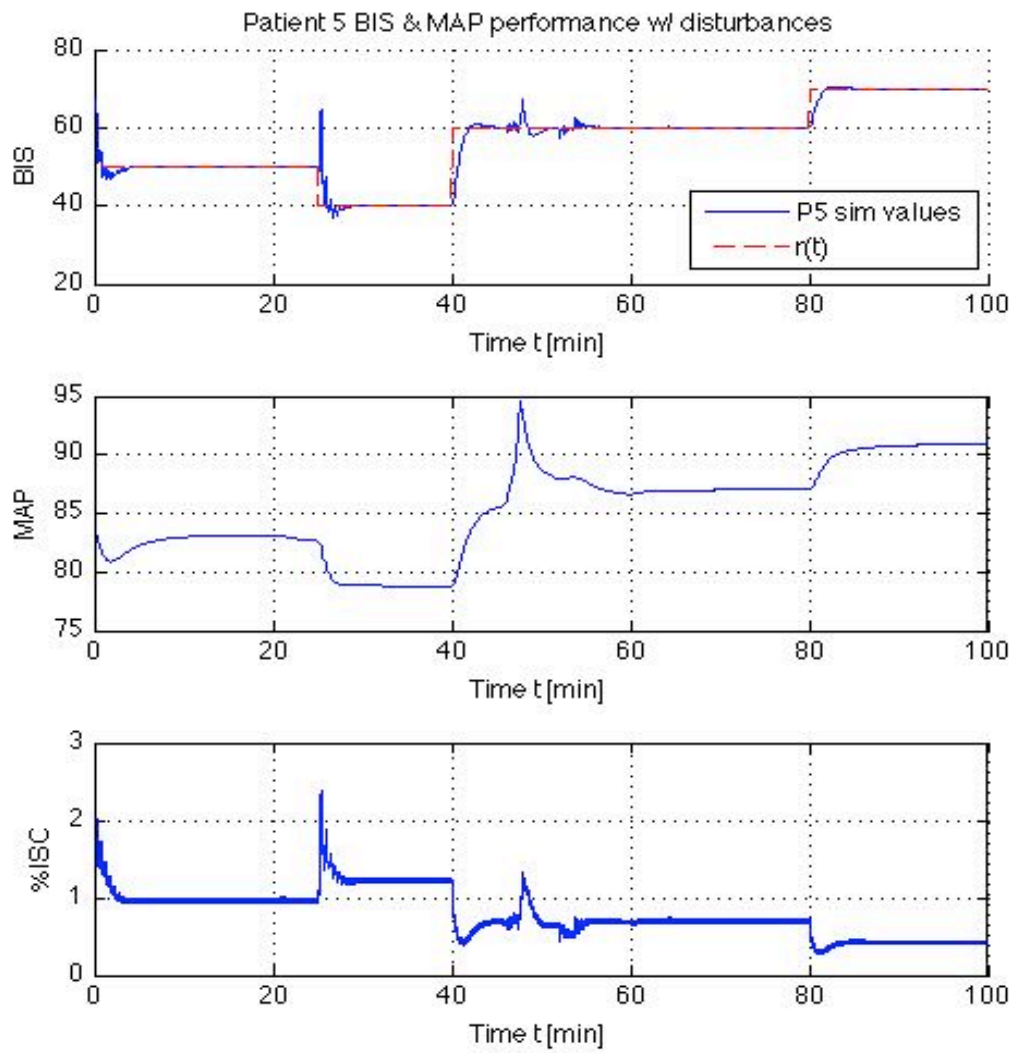 Patient 5 BIS & MAP performance w/ disturbances
80
60
40
20
BIS
P5 sim values
r(t)
0 20 40 60 80 100
Time t [min]
95
90
85
80
75
MAP
0 20 40 60 80 100
Time t [min]
3
2
1
0
%ISC
0 20 40 60 80 100
Time t [min]